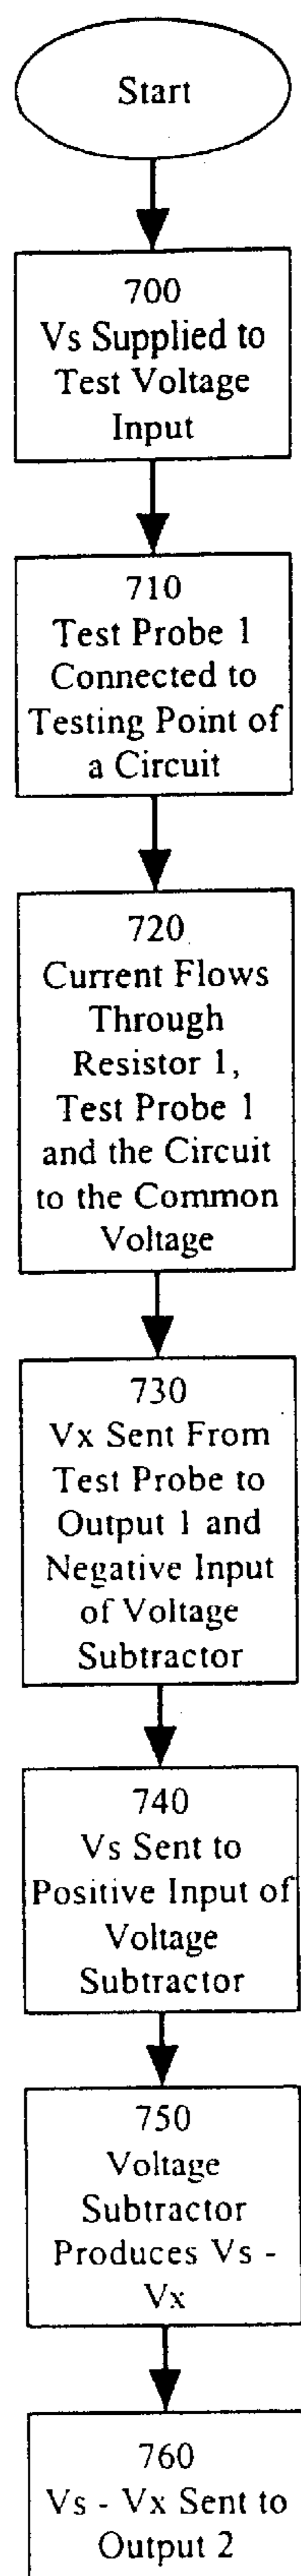 Start
700
Vs Supplied to
Test Voltage
Input
710
Test Probe 1
Connected to
Testing Point of
a Circuit
720
Current Flows
Through
Resistor 1,
Test Probe 1
and the Circuit
to the Common
Voltage
730
Vx Sent From
Test Probe to
Output 1 and
Negative Input
of Voltage
Subtractor
740
Vs Sent to
Positive Input of
Voltage
Subtractor
750
Voltage
Subtractor
Produces Vs -
Vx
760
Vs - Vx Sent to
Output 2